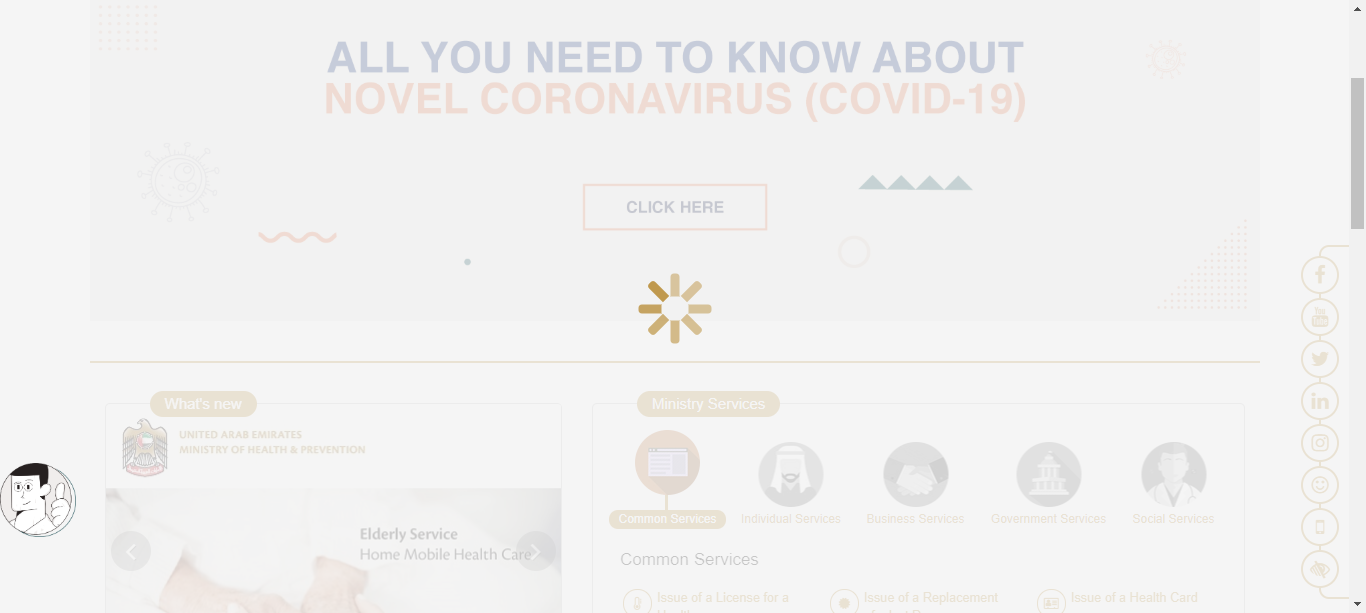 ALL YOU NEED TO KNOW ABOUT
NOVEL CORONAVIRUS (COVID-19)
CLICK HERE
What's new
UNITED ARAB EMIRATES
MINISTRY OF HEALTH & PREVENTION
Elderly Service
Home Mobile Health Care
Ministry Services
Common Services
Individual Services
Business Services
Government Services
Social Services
Common Services
Issue of a License for a
Issue of a Replacement
Issue of a Health Card